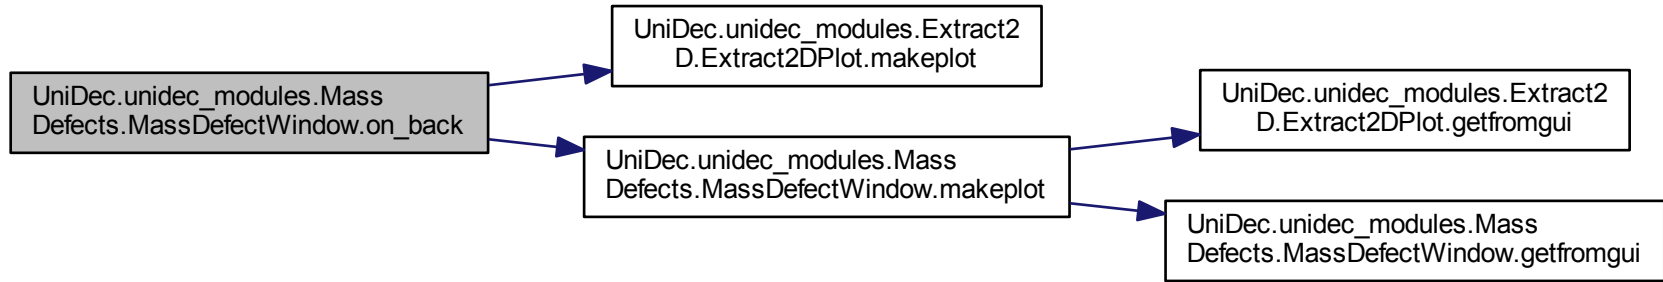 UniDec.unidec_modules.Mass
Defects.MassDefectWindow.on_back
UniDec.unidec_modules.Extract2
D.Extract2DPlot.makeplot
UniDec.unidec_modules.Mass
Defects.MassDefectWindow.makeplot
UniDec.unidec_modules.Extract2
D.Extract2DPlot.getfromgui
UniDec.unidec_modules.Mass
Defects.MassDefectWindow.getfromgui